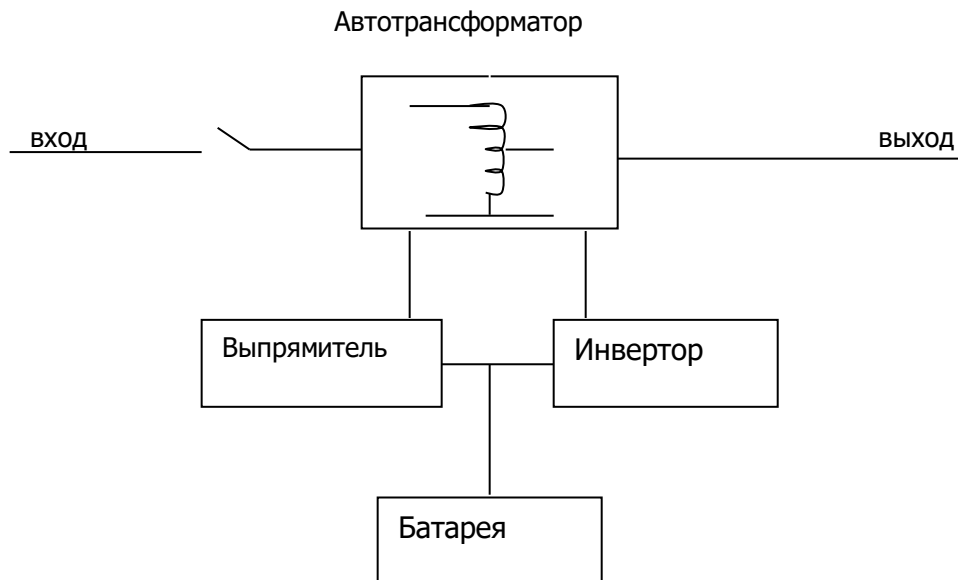 Автотрансформатор
вход
выход
Выпрямитель
Инвертор
Батарея